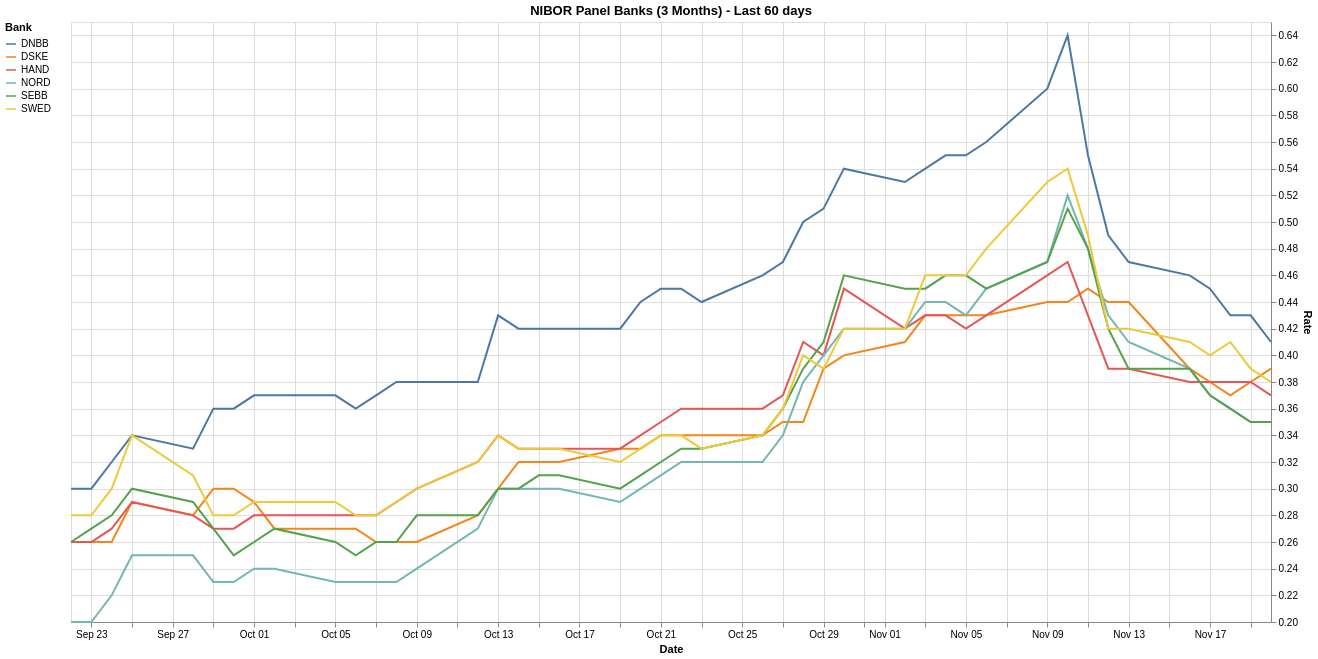 NIBOR Panel Banks (3 Months) - Last 60 days
Bank
DNBB
DSKE
HAND
NORD
SEBB
SWED
0.64
0.62
0.60
0.58
0.56
0.54
0.52
0.50
0.48
0.46
0.44
0.42
0.40
0.38
0.36
0.34
0.32
0.30
0.28
0.26
0.24
0.22
0.20
Rate
Sep 23 Sep 27 Oct 01 Oct 05 Oct 09 Oct 13 Oct 17 Oct 21 Oct 25 Oct 29 Nov 01 Nov 05 Nov 09 Nov 13 Nov 17
Date